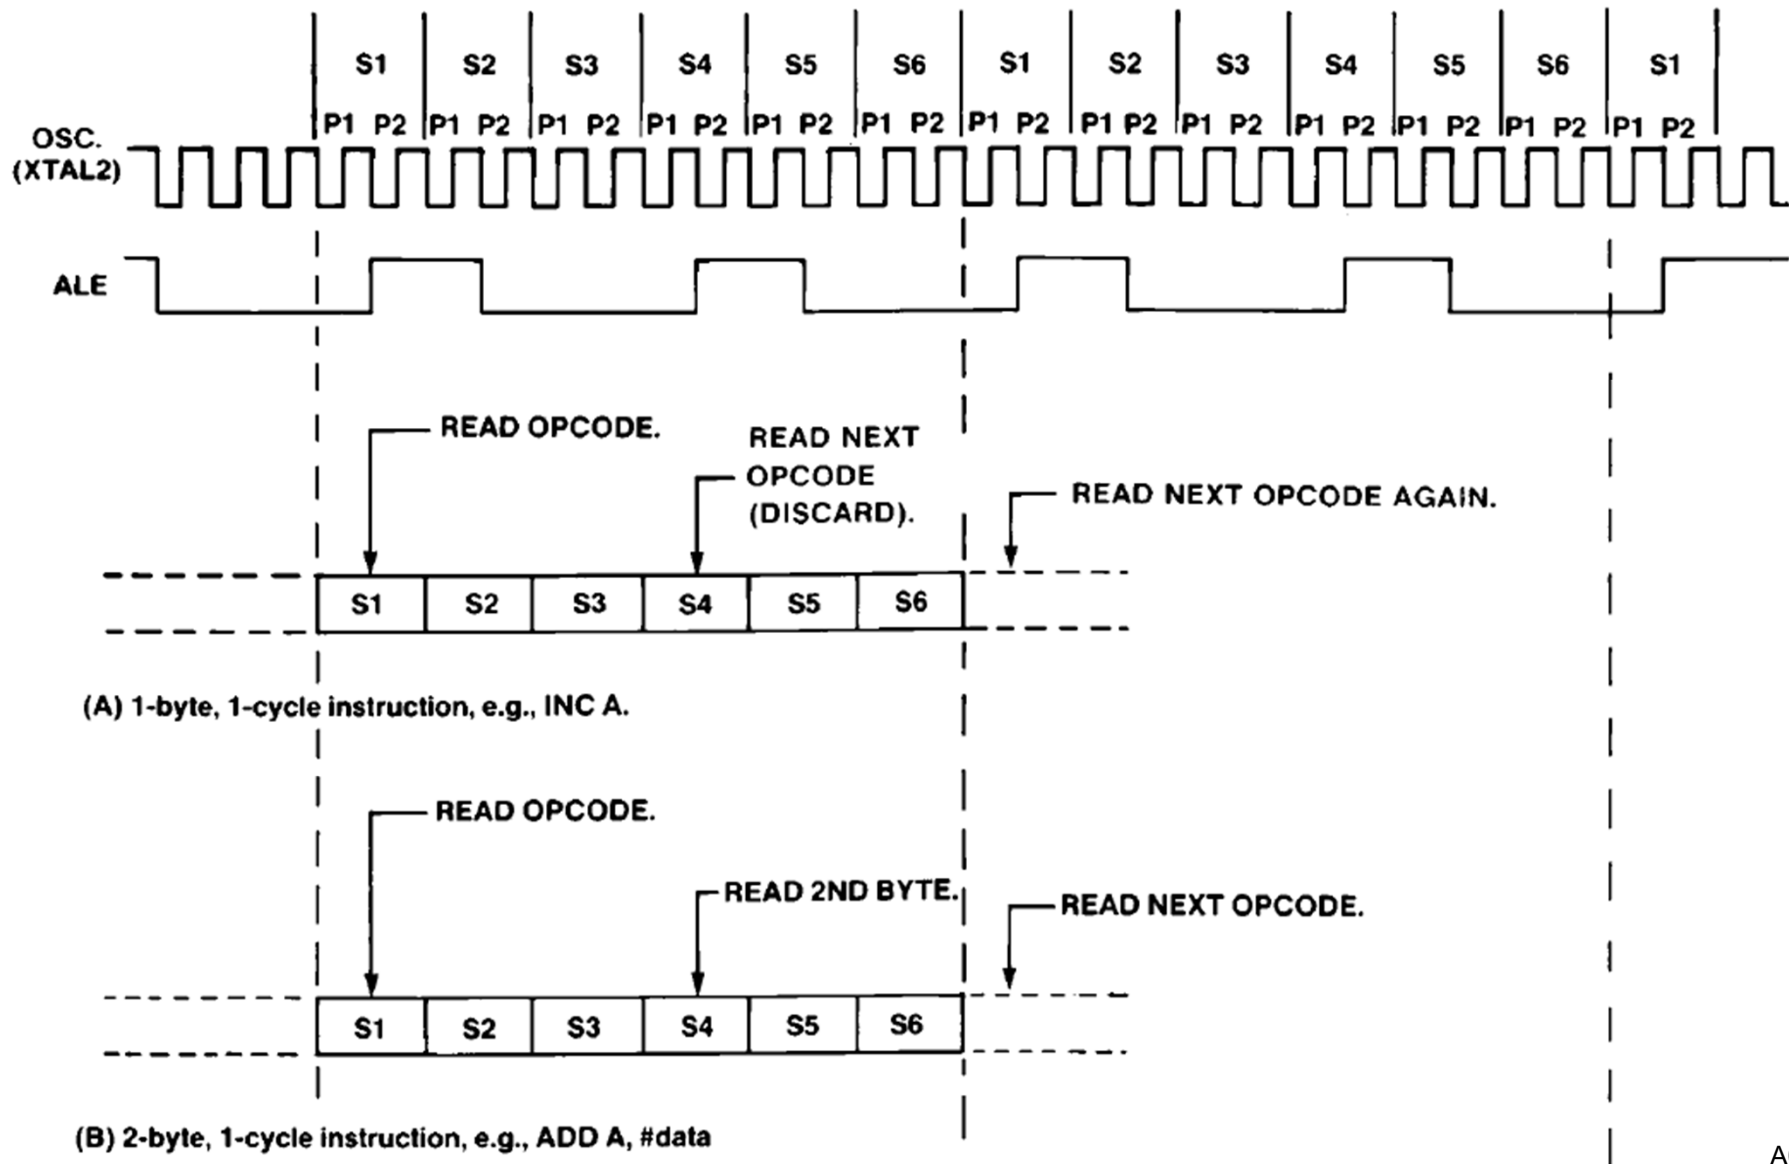 S1 S2 S3 S4 S5 S6 S1 S2 S3 S4 S5 S6 S1
P1 P2 P1 P2 P1 P2 P1 P2 P1 P2 P1 P2 P1 P2 P1 P2 P1 P2 P1 P2 P1 P2 P1 P2 P1 P2
OSC.
(XTAL2)
ALE
READ OPCODE.
READ NEXT
OPCODE
(DISCARD).
READ NEXT OPCODE AGAIN.
S1 S2 S3 S4 S5 S6
(A) 1-byte, 1-cycle instruction, e.g., INC A.
READ OPCODE.
READ 2ND BYTE.
READ NEXT OPCODE.
S1 S2 S3 S4 S5 S6
(B) 2-byte, 1-cycle instruction, e.g., ADD A, #data
A